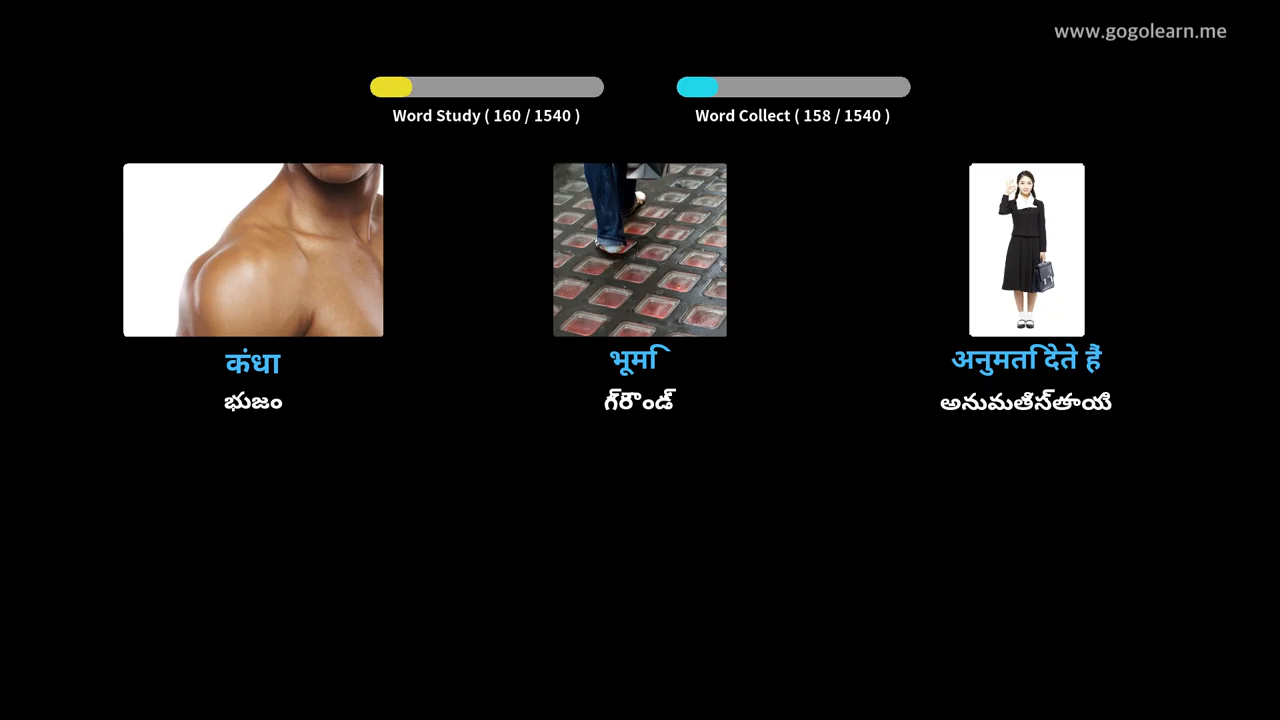 www.gogolearn.me
Word Study ( 160 / 1540 )
Word Collect ( 158 / 1540 )
कंधा
भूमि
अनुमति देते हैं
భుజం
గ్రౌండ్
అనుమతిస్తాయి